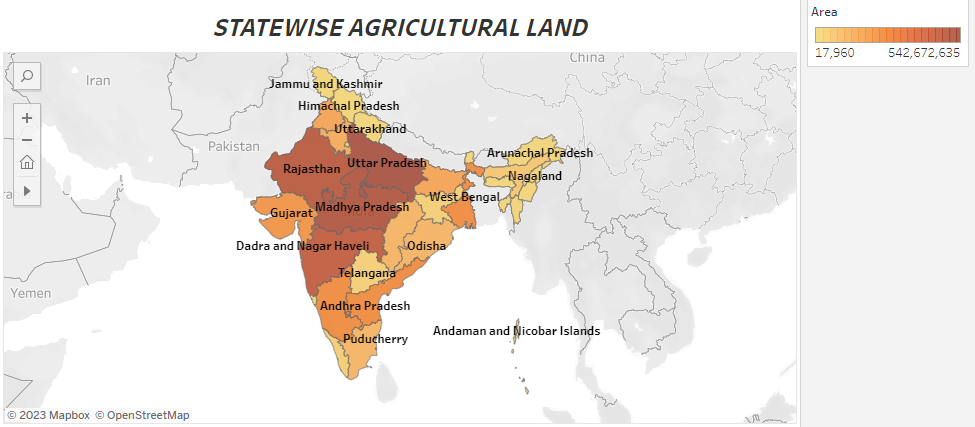 STATEWISE AGRICULTURAL LAND
Area
17,960 542,672,635
China
Iran
Jammu and Kashmir
Himachal Pradesh
Uttarakhand
Pakistan
Arunachal Pradesh
Uttar Pradesh
Rajasthan
Nagaland
West Bengal
Madhya Pradesh
Gujarat
Dadra and Nagar Haveli
Odisha
Telangana
Yemen
Andhra Pradesh
Andaman and Nicobar Islands
Puducherry
© 2023 Mapbox © OpenStreetMap